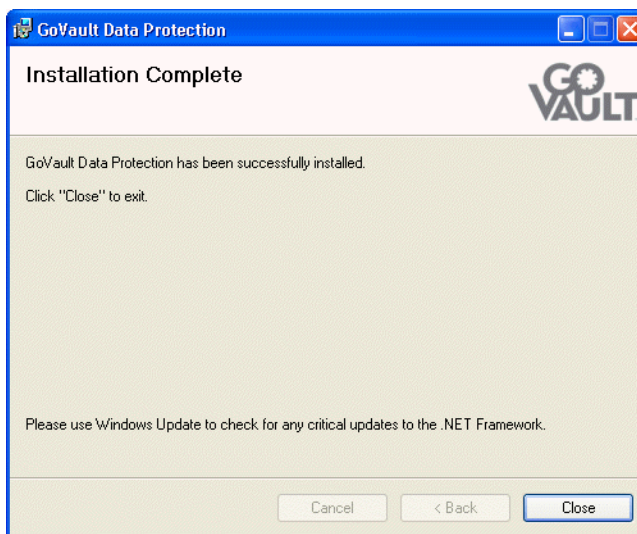 GoVault Data Protection
Installation Complete
GO
VAULT
GoVault Data Protection has been successfully installed.
Click "Close" to exit.
Please use Windows Update to check for any critical updates to the .NET Framework.
Cancel
< Back
Close